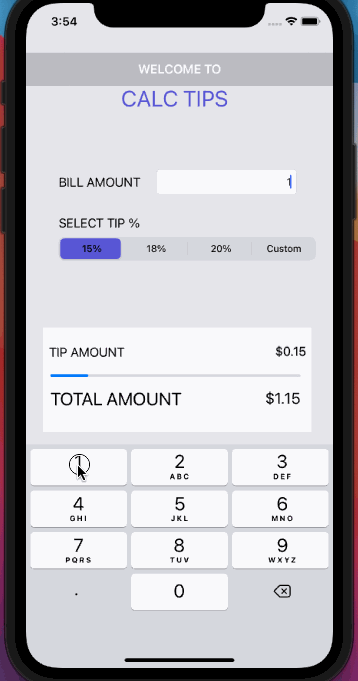 3:54
WELCOME TO
CALC TIPS
BILL AMOUNT 1
SELECT TIP %
15% 18% 20% Custom
TIP AMOUNT $0.15
TOTAL AMOUNT $1.15
1 2 3
ABC DEF
4 5 6
GHI JKL MNO
7 8 9
PQRS TUV WXYZ
. 0